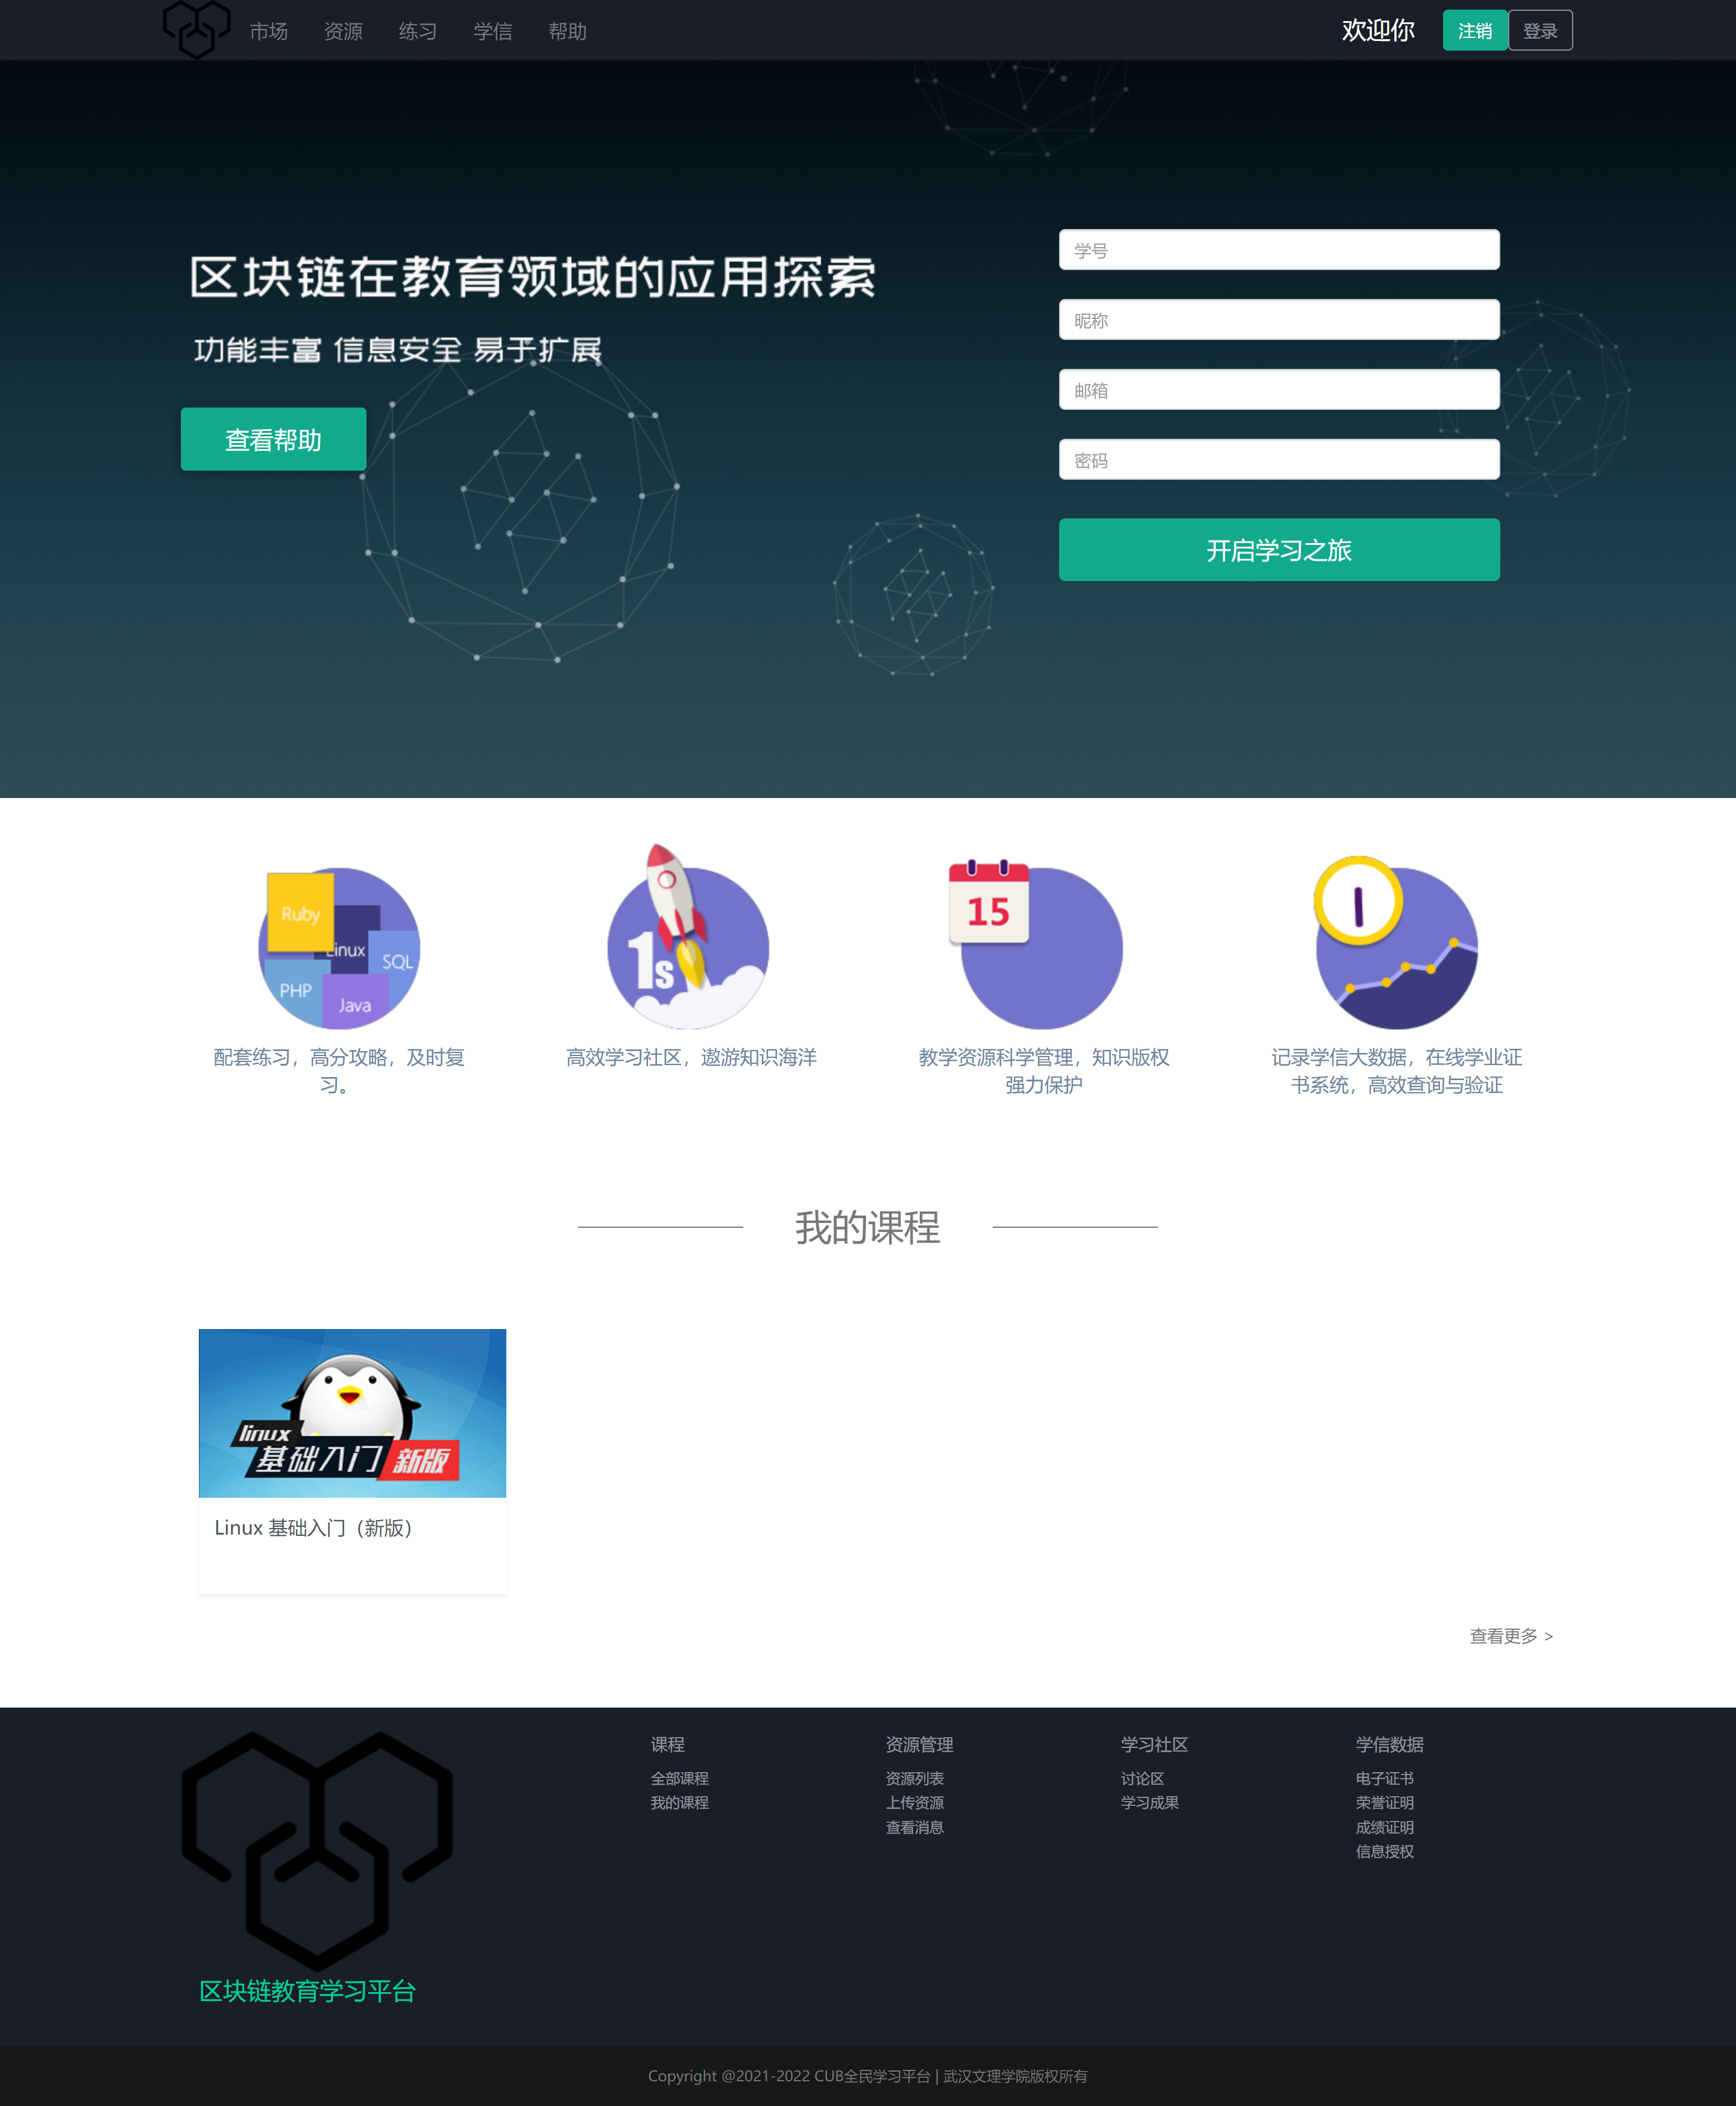 市场 资源 练习 学信 帮助 欢迎你 注销 登录
区块链在教育领域的应用探索
功能丰富 信息安全 易于扩展
查看帮助
学号
昵称
邮箱
密码
开启学习之旅
Ruby
Linux
SQL
PHP
Java
配套练习，高分攻略，及时复
习。
1s
高效学习社区，遨游知识海洋
15
教学资源科学管理，知识版权
强力保护
记录学信大数据，在线学业证
书系统，高效查询与验证
我的课程
linux
基础入门 新版
Linux 基础入门（新版）
查看更多 >
课程
全部课程
我的课程
资源管理
资源列表
上传资源
查看消息
学习社区
讨论区
学习成果
学信数据
电子证书
荣誉证明
成绩证明
信息授权
区块链教育学习平台
Copyright @2021-2022 CUB全民学习平台 | 武汉文理学院版权所有